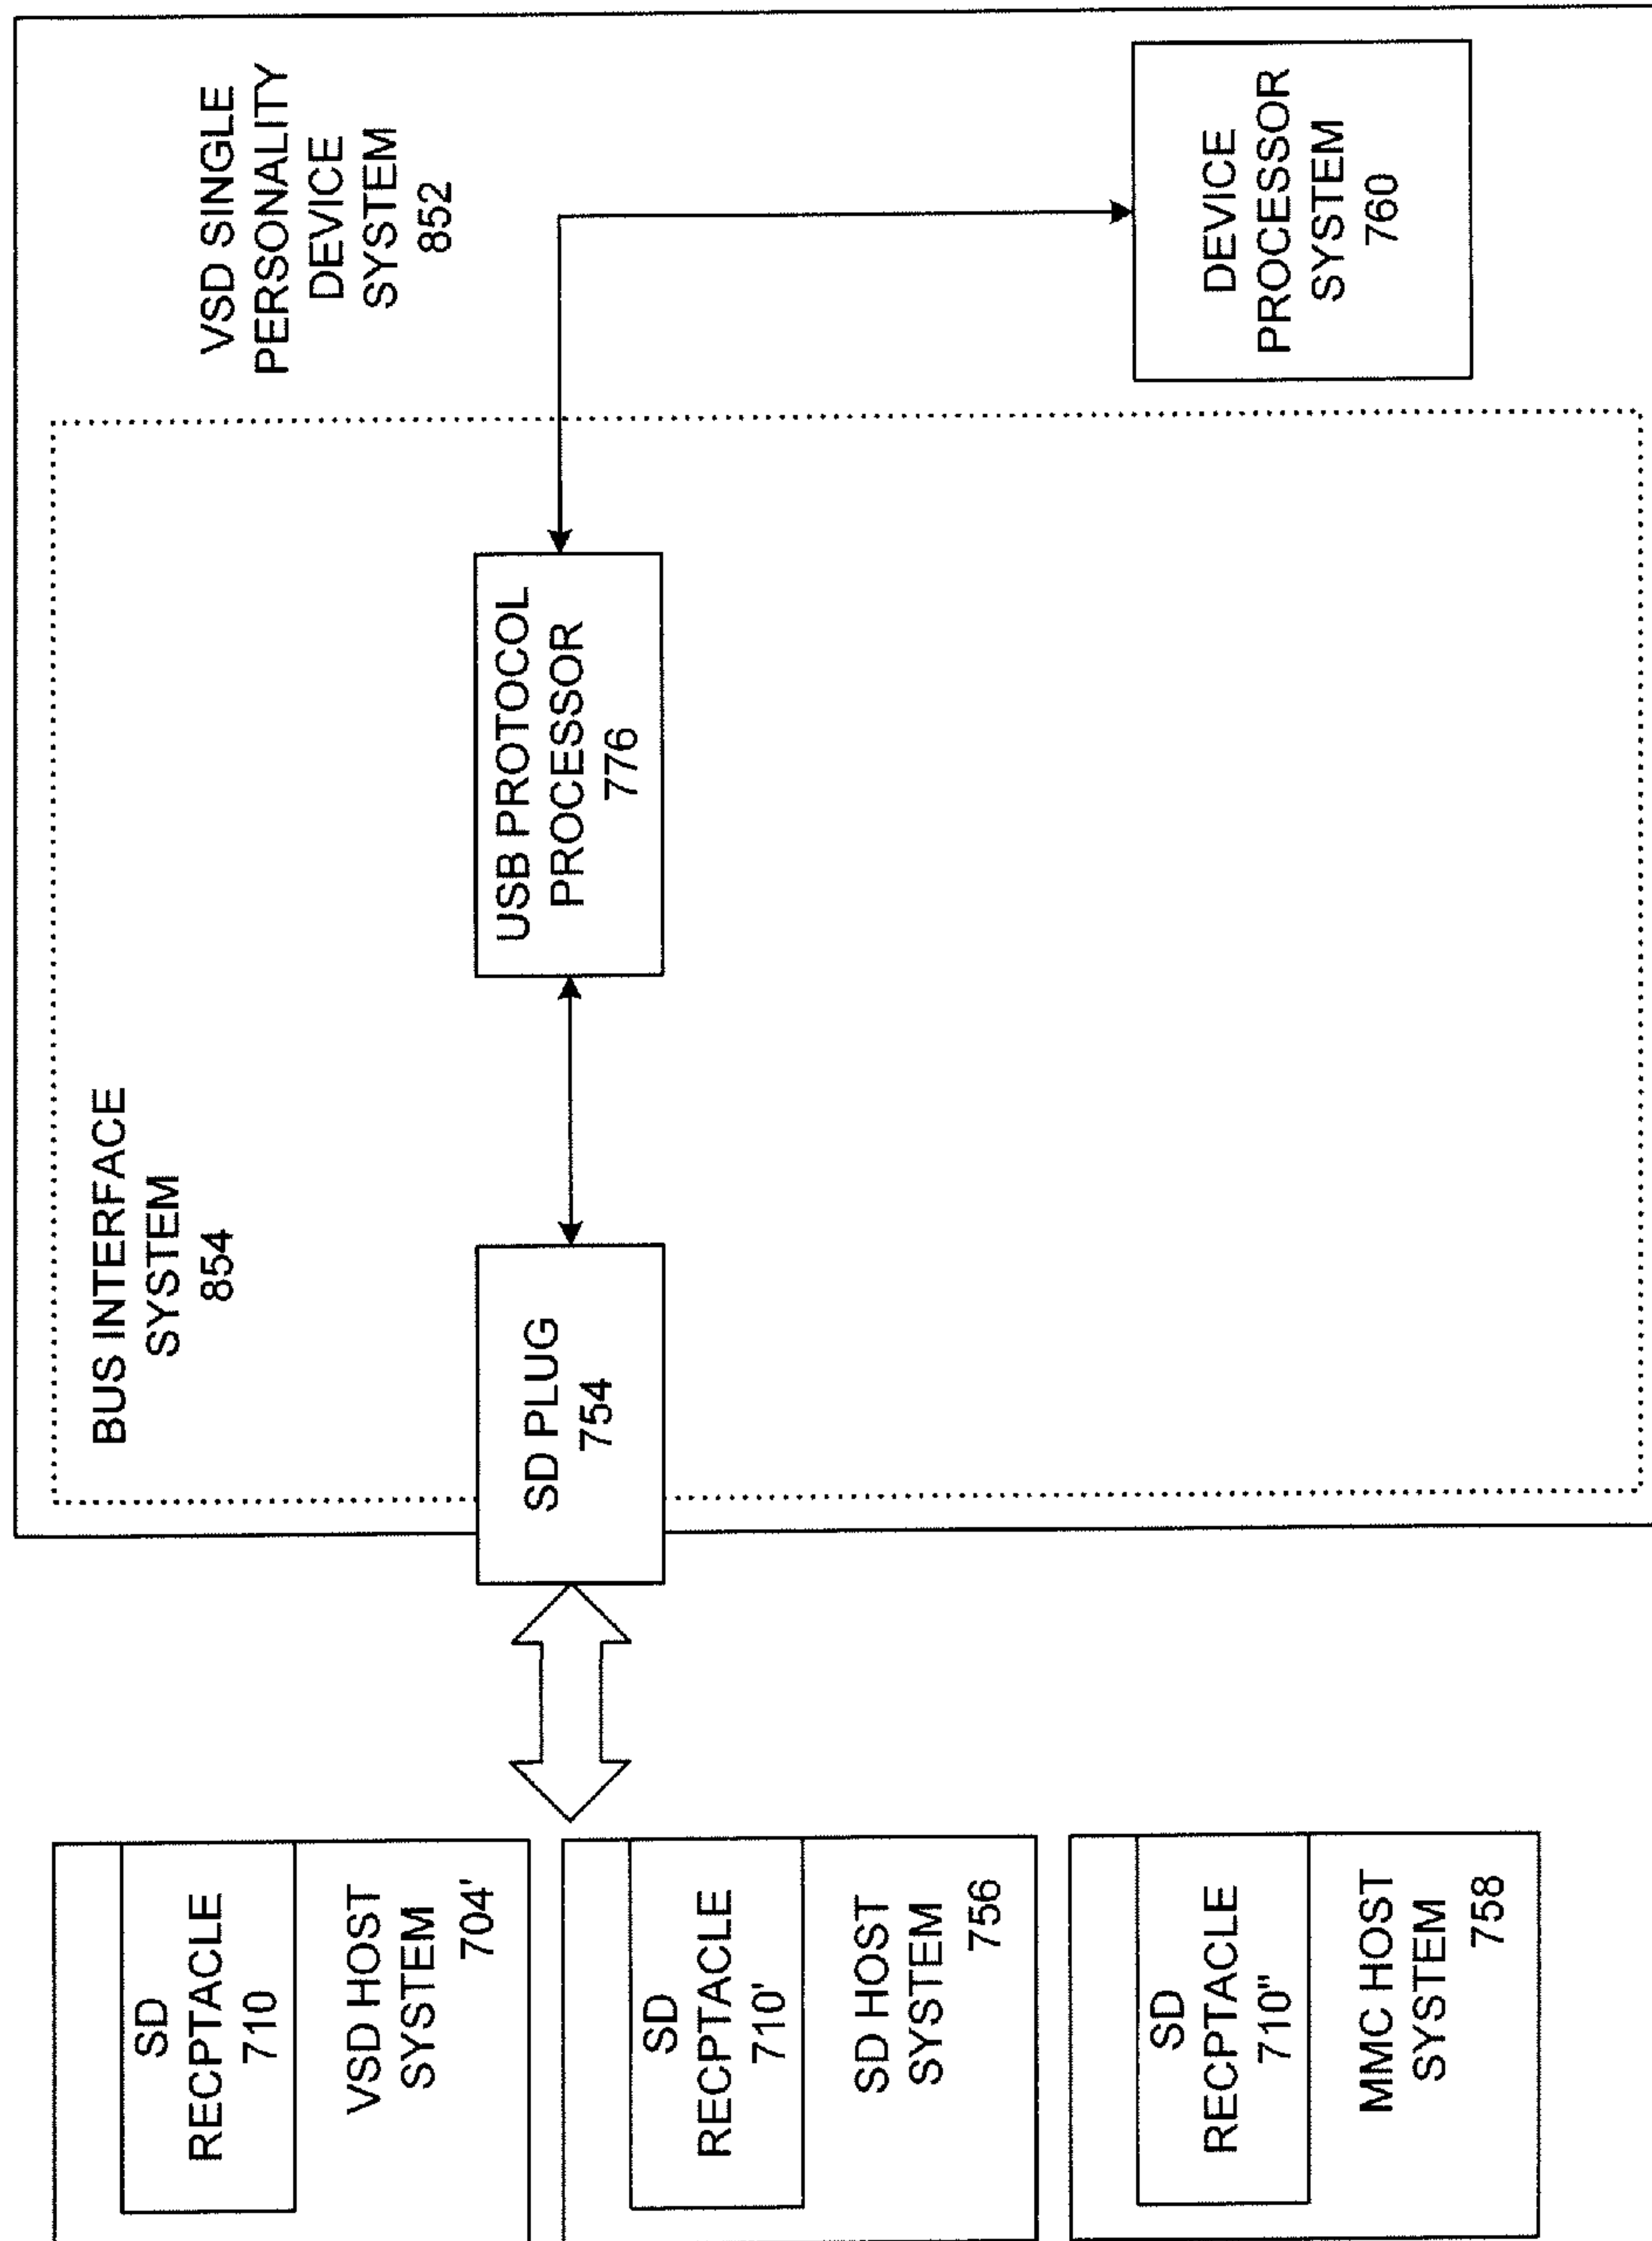 SD
RECPTACLE
710
VSD HOST
SYSTEM
704'
SD
RECPTACLE
710'
SD HOST
SYSTEM
756
SD
RECPTACLE
710"
MMC HOST
SYSTEM
758
BUS INTERFACE
SYSTEM
854
SD PLUG
754
USB PROTOCOL
PROCESSOR
776
VSD SINGLE
PERSONALITY
DEVICE
SYSTEM
852
DEVICE
PROCESSOR
SYSTEM
760